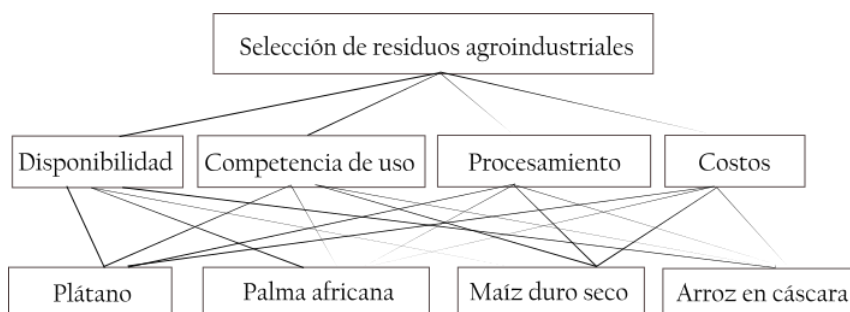 Selección de residuos agroindustriales
Disponibilidad
Competencia de uso
Procesamiento
Costos
Plátano
Palma africana
Maíz duro seco
Arroz en cáscara